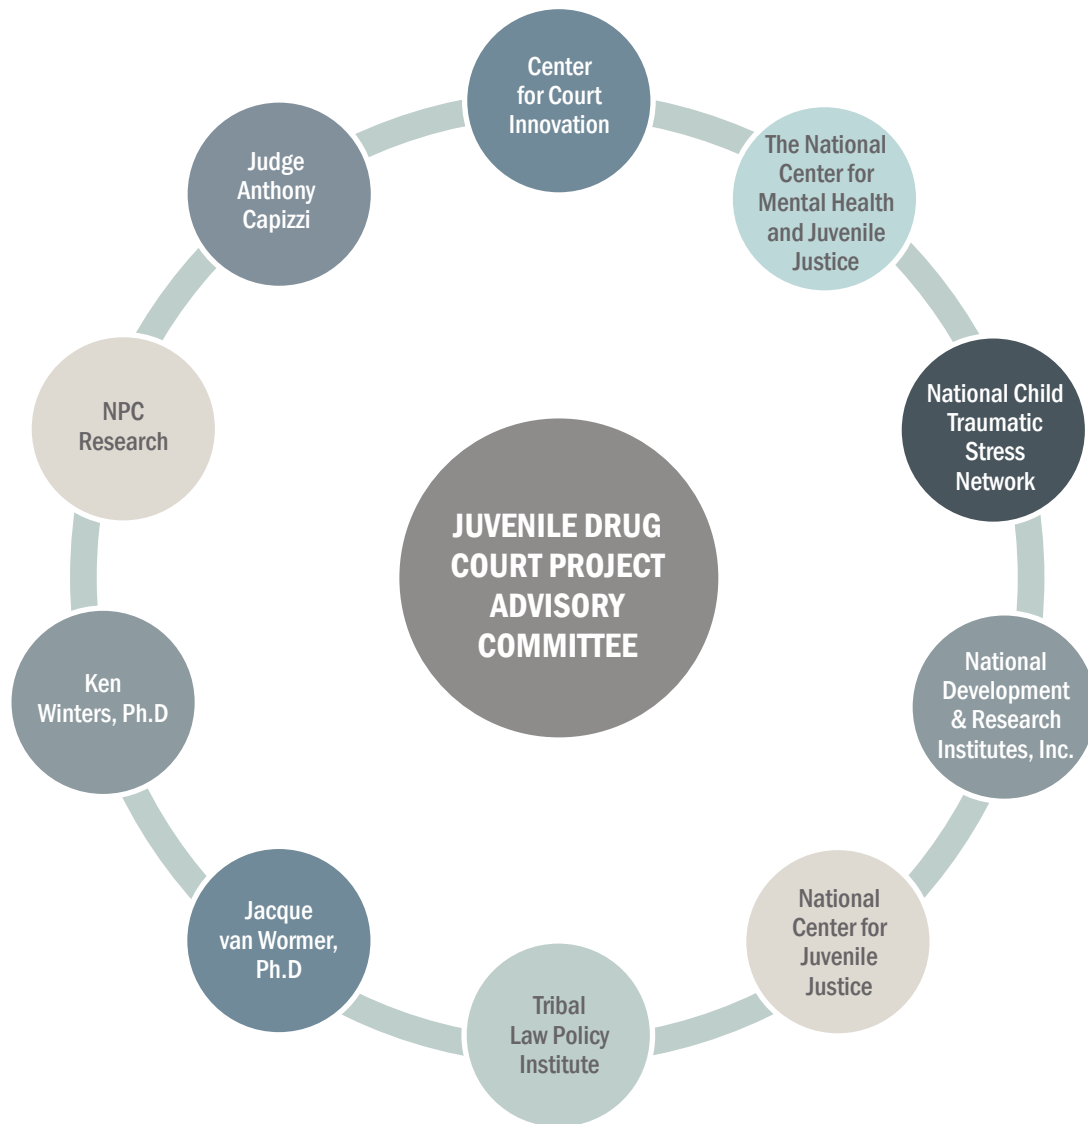 Center
for Court
Innovation
The National
Center for
Mental Health
and Juvenile
Justice
National Child
Traumatic
Stress
Network
National
Development
& Research
Institutes, Inc.
National
Center for
Juvenile
Justice
Tribal
Law Policy
Institute
Jacque
van Wormer,
Ph.D
Ken
Winters, Ph.D
NPC
Research
Judge
Anthony
Capizzi
JUVENILE DRUG
COURT PROJECT
ADVISORY
COMMITTEE